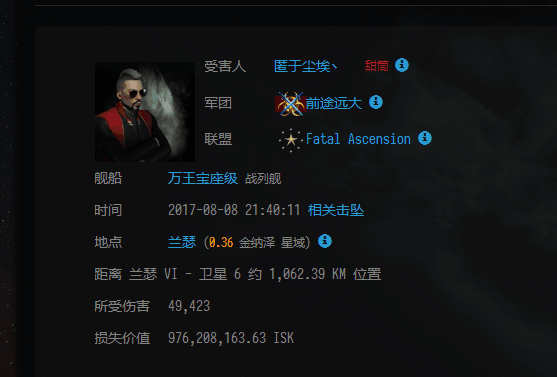 受害人 匿于尘埃丶 甜筒
军团 前途远大
联盟 Fatal Ascension
舰船 万王宝座级 战列舰
时间 2017-08-08 21:40:11 相关击坠
地点 兰瑟 (0.36 金纳泽 星域)
距离 兰瑟 VI - 卫星 6 约 1,062.39 KM 位置
所受伤害 49,423
损失价值 976,208,163.63 ISK